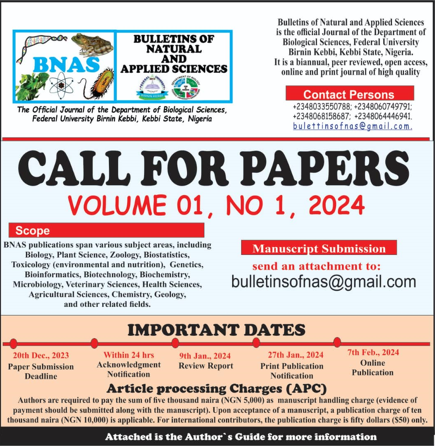 BNAS
BULLETINS OF
NATURAL
AND
APPLIED SCIENCES
The Official Journal of the Department of Biological Sciences,
Federal University Birnin Kebbi, Kebbi State, Nigeria
Bulletins of Natural and Applied Sciences
is the official Journal of the Department of
Biological Sciences, Federal University
Birnin Kebbi, Kebbi State, Nigeria.
It is a biannual, peer reviewed, open access,
online and print journal of high quality
Contact Persons
+2348033550788; +2348060749791;
+2348068158687; +2348064446941.
bulettinsofnas@gmail.com.
CALL FOR PAPERS
VOLUME 01, NO 1, 2024
Scope
BNAS publications span various subject areas, including
Biology, Plant Science, Zoology, Biostatistics,
Toxicology (environmental and nutrition), Genetics,
Bioinformatics, Biotechnology, Biochemistry,
Microbiology, Veterinary Sciences, Health Sciences,
Agricultural Sciences, Chemistry, Geology,
and other related fields.
Manuscript Submission
send an attachment to:
bulletinsofnas@gmail.com
IMPORTANT DATES
20th Dec., 2023
Paper Submission
Deadline
Within 24 hrs
Acknowledgment
Notification
9th Jan., 2024
Review Report
27th Jan., 2024
Print Publication
Notification
7th Feb., 2024
Online
Publication
Article processing Charges (APC)
Authors are required to pay the sum of five thousand naira (NGN 5,000) as manuscript handling charge (evidence of
payment should be submitted along with the manuscript). Upon acceptance of a manuscript, a publication charge of ten
thousand naira (NGN 10,000) is applicable. For international contributors, the publication charge is fifty dollars ($50) only.
Attached is the Author`s Guide for more information